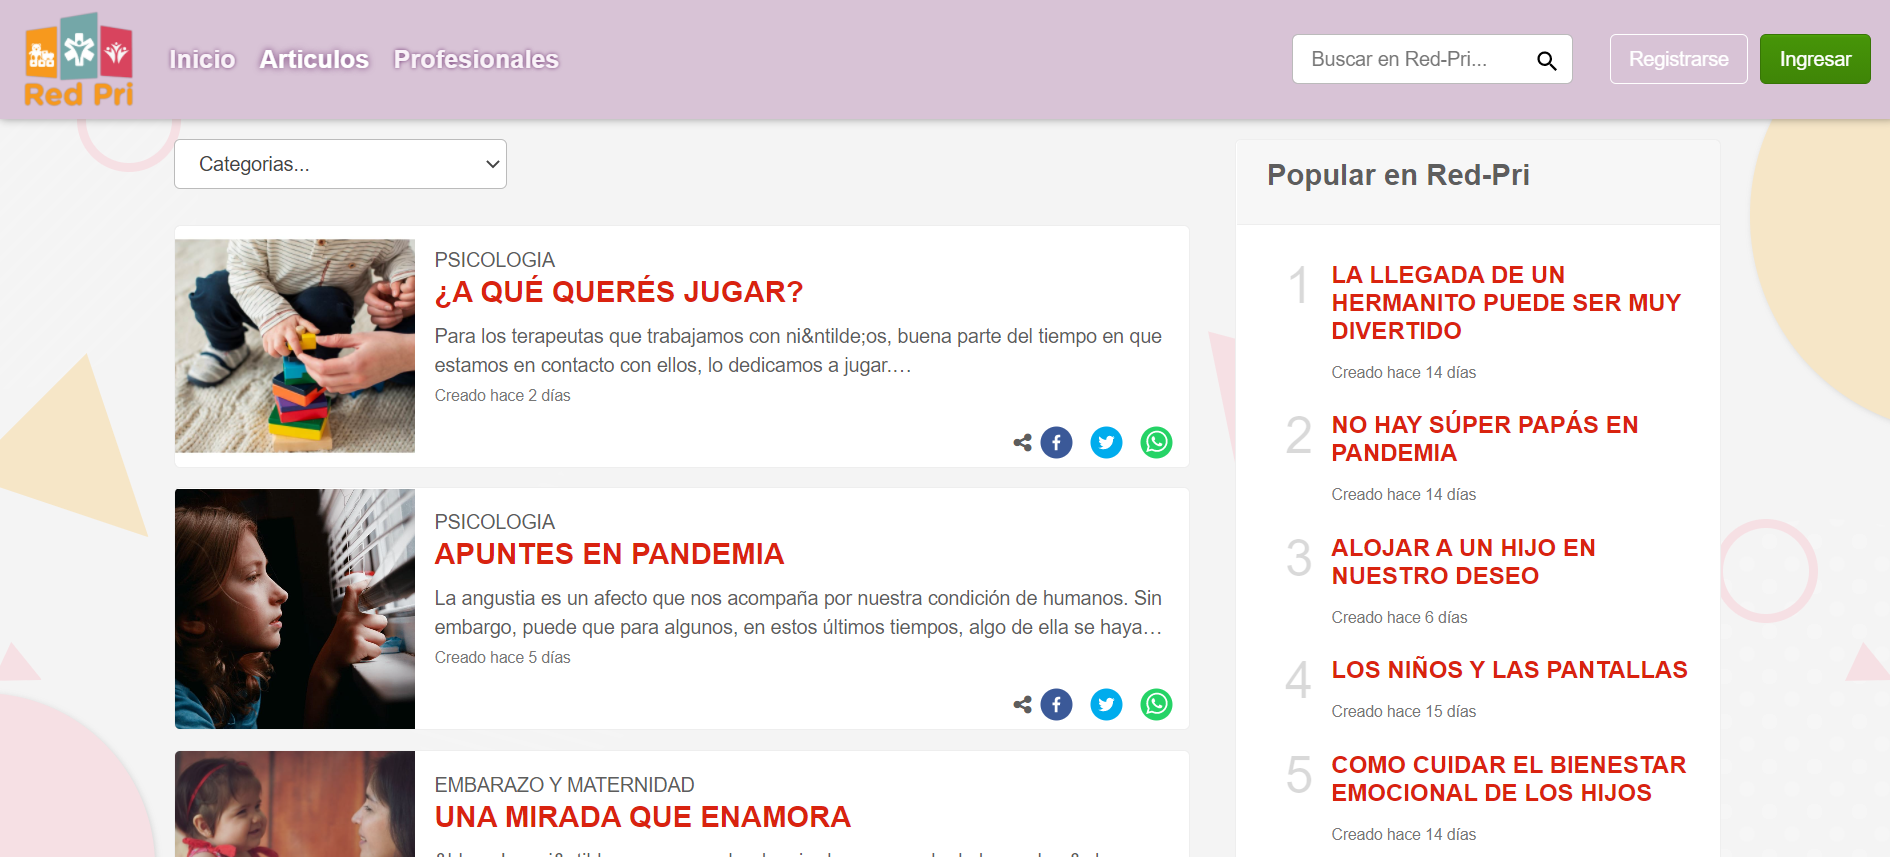 Red Pri
Inicio
Articulos
Profesionales
Buscar en Red-Pri...
Registrarse
Ingresar
Categorias...
PSICOLOGIA
¿A QUÉ QUERÉS JUGAR?
Para los terapeutas que trabajamos con ni&ntilde;os, buena parte del tiempo en que
estamos en contacto con ellos, lo dedicamos a jugar.…
Creado hace 2 días
PSICOLOGIA
APUNTES EN PANDEMIA
La angustia es un afecto que nos acompaña por nuestra condición de humanos. Sin
embargo, puede que para algunos, en estos últimos tiempos, algo de ella se haya…
Creado hace 5 días
EMBARAZO Y MATERNIDAD
UNA MIRADA QUE ENAMORA
Popular en Red-Pri
1
LA LLEGADA DE UN
HERMANITO PUEDE SER MUY
DIVERTIDO
Creado hace 14 días
2
NO HAY SÚPER PAPÁS EN
PANDEMIA
Creado hace 14 días
3
ALOJAR A UN HIJO EN
NUESTRO DESEO
Creado hace 6 días
4
LOS NIÑOS Y LAS PANTALLAS
Creado hace 15 días
5
COMO CUIDAR EL BIENESTAR
EMOCIONAL DE LOS HIJOS
Creado hace 14 días